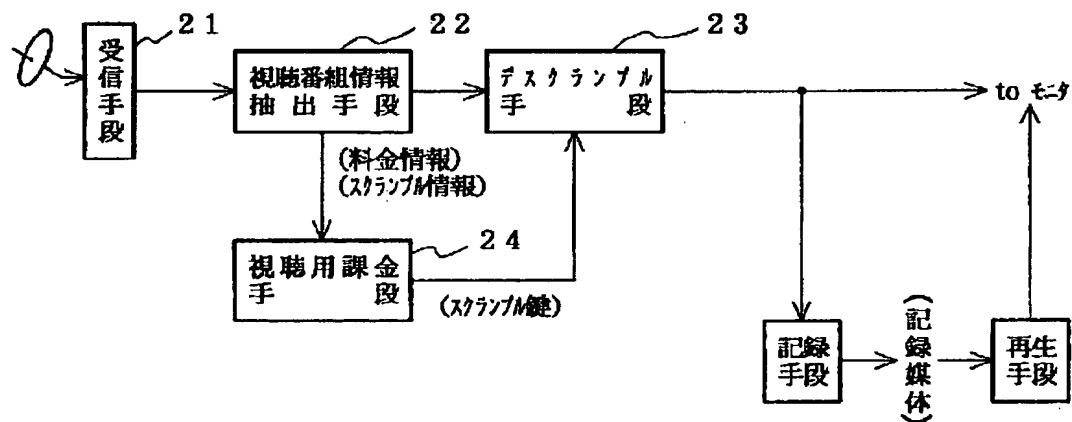 ２１
受信手段
２２
視聴番組情報
抽出手段
２３
デスクランブル
手段
to モニタ
(料金情報)
(スクランブル情報)
２４
視聴用課金
手段
(スクランブル鍵)
記録
手段
(記録媒体)
再生
手段